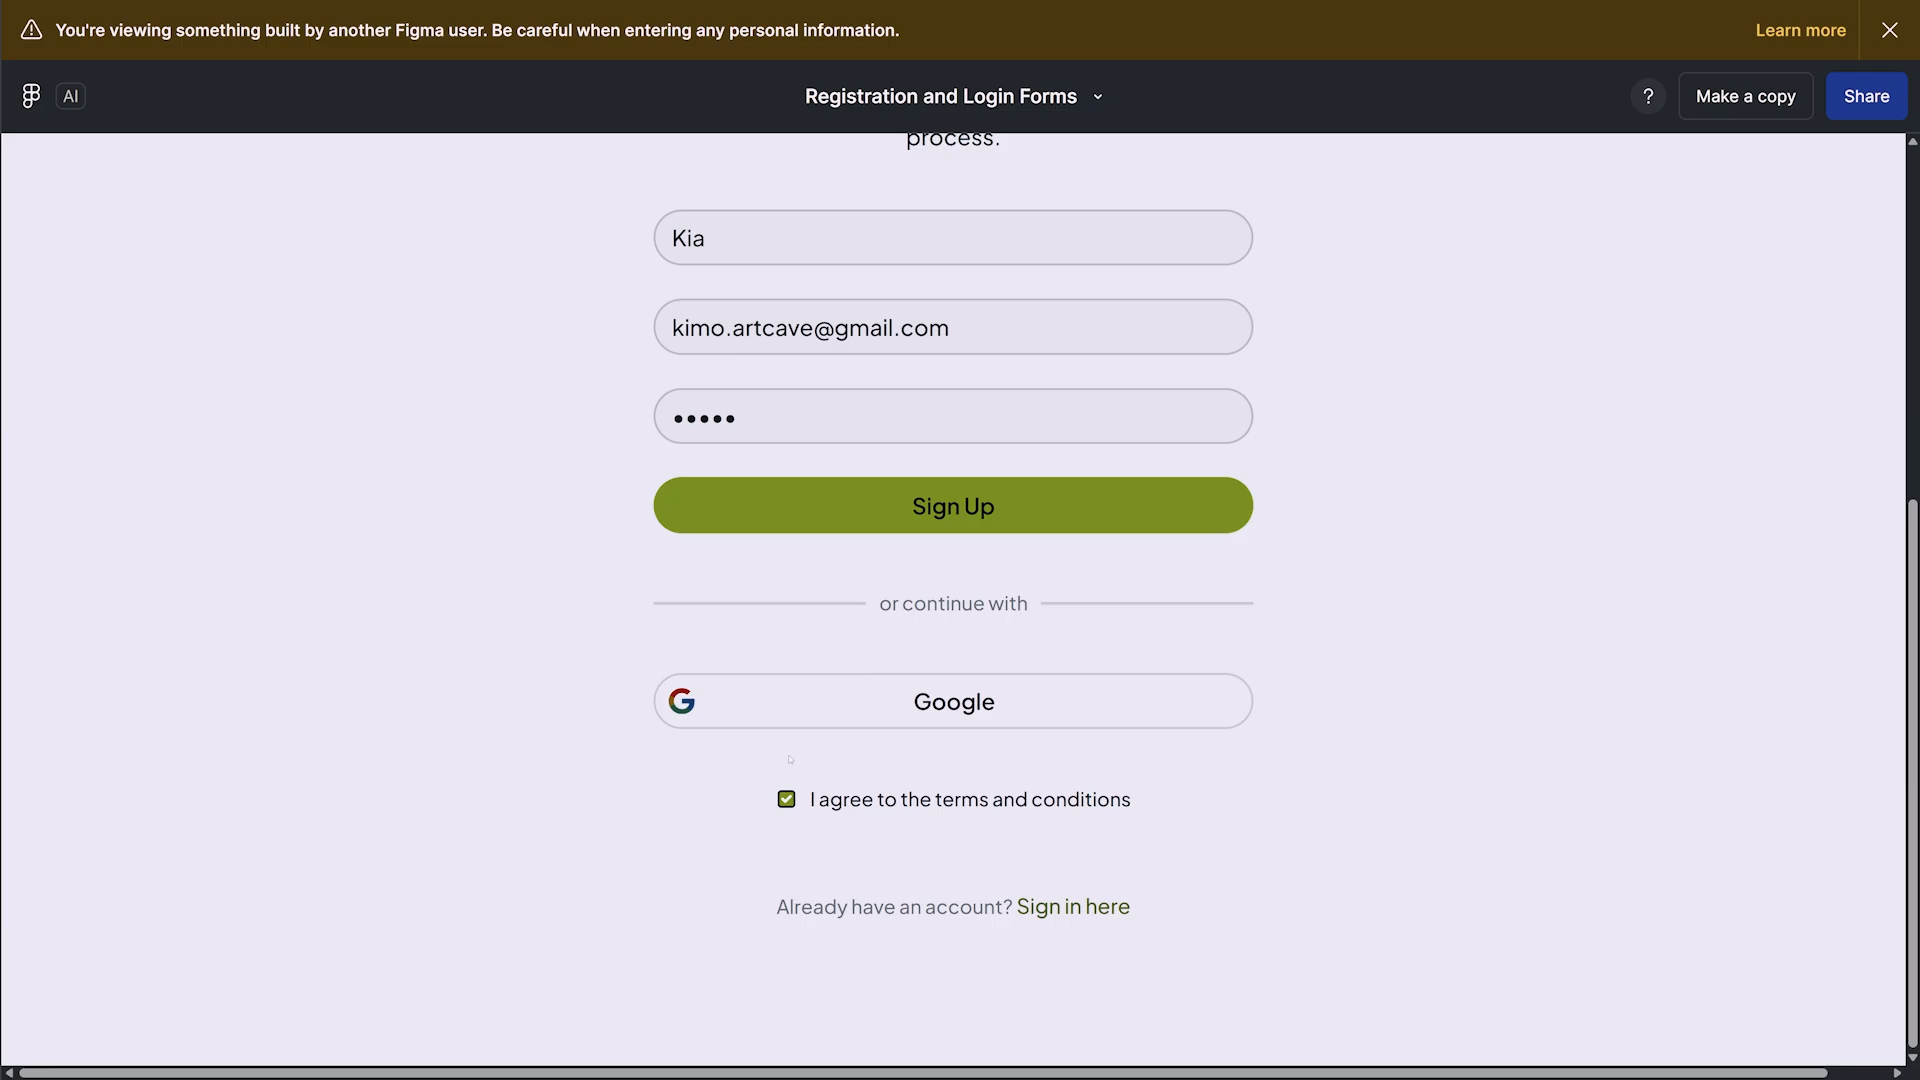 You're viewing something built by another Figma user. Be careful when entering any personal information.
Learn more
AI
Registration and Login Forms
?
Make a copy
Share
process.
Kia
kimo.artcave@gmail.com
•••••
Sign Up
or continue with
Google
I agree to the terms and conditions
Already have an account? Sign in here